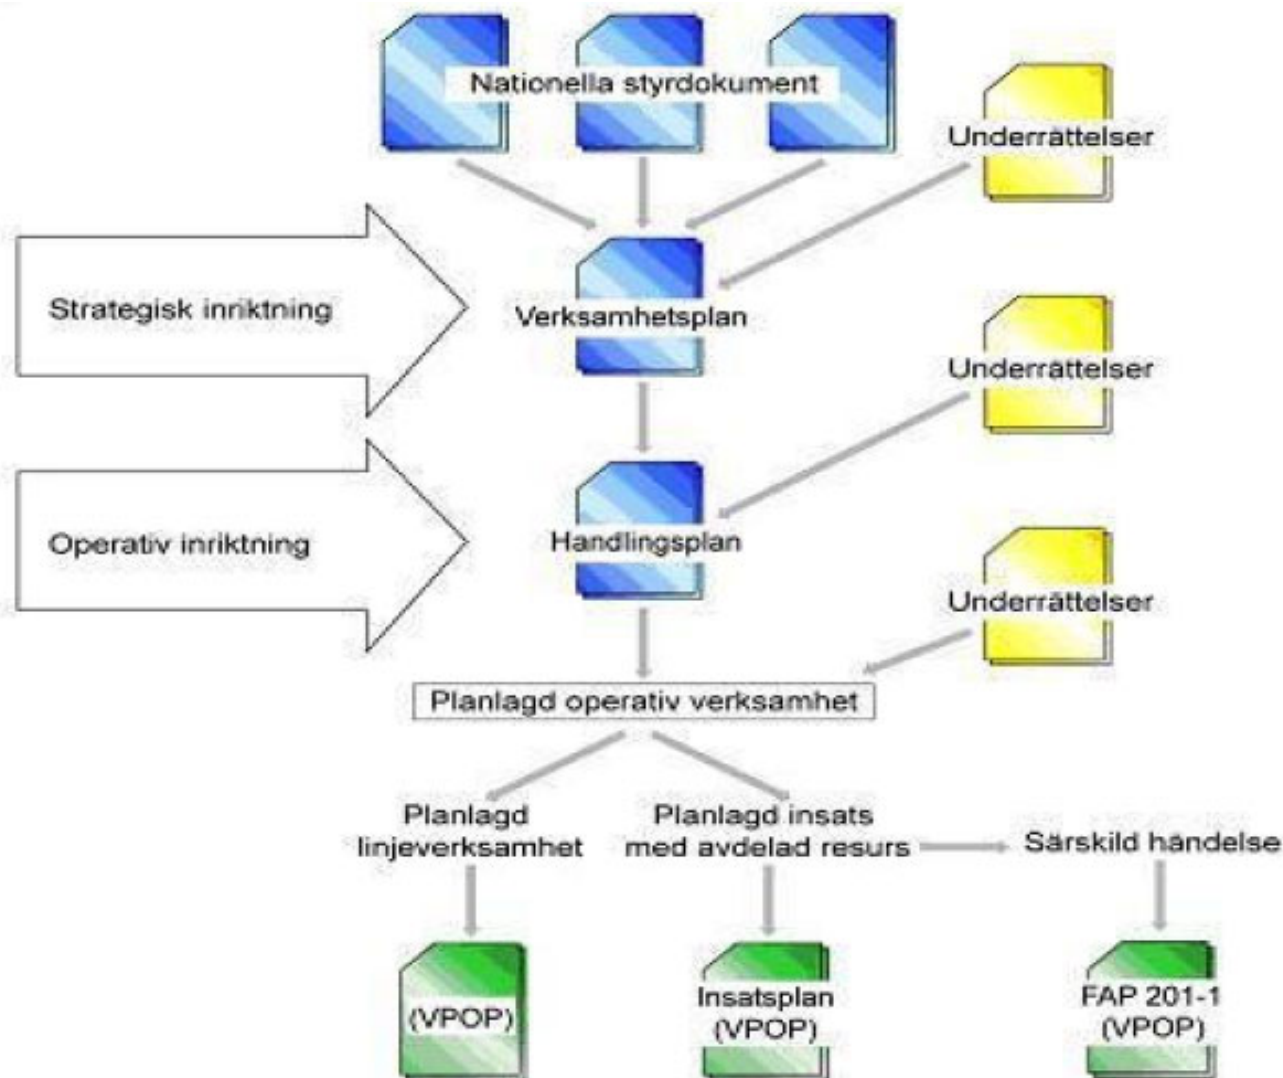 Nationella styrdokument
Underrättelser
Strategisk inriktning
Verksamhetsplan
Underrättelser
Operativ inriktning
Handlingsplan
Underrättelser
Planlagd operativ verksamhet
Planlagd
linjeverksamhet
Planlagd insats
med avdelad resurs
Särskild händelse
(VPOP)
Insatsplan
(VPOP)
FAP 201-1
(VPOP)